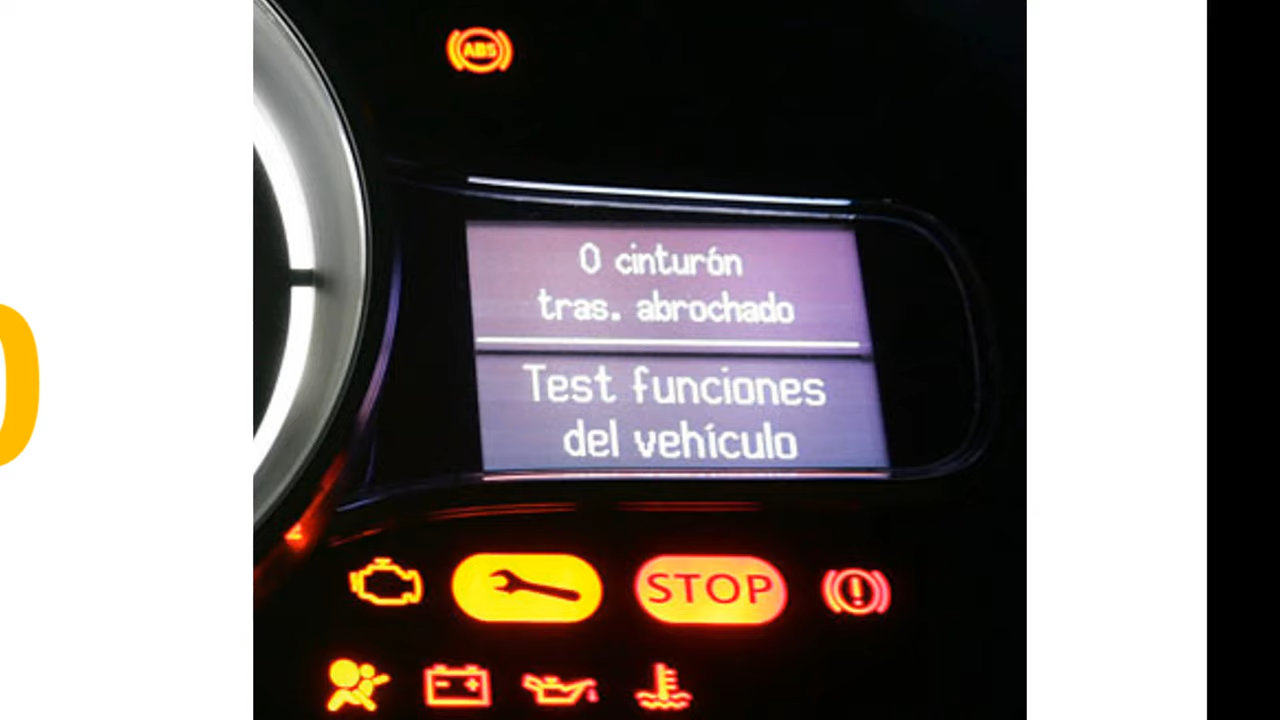 ABS
0 cinturón
tras. abrochado
Test funciones
del vehículo
STOP